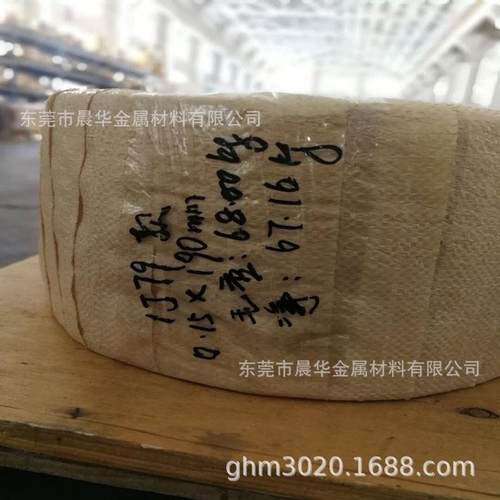 东莞市晨华金属材料有限公司
1J79 软
0.15×190mm
毛重:68.00kg
净:67.16kg
东莞市晨华金属材料有限公司
ghm3020.1688.com